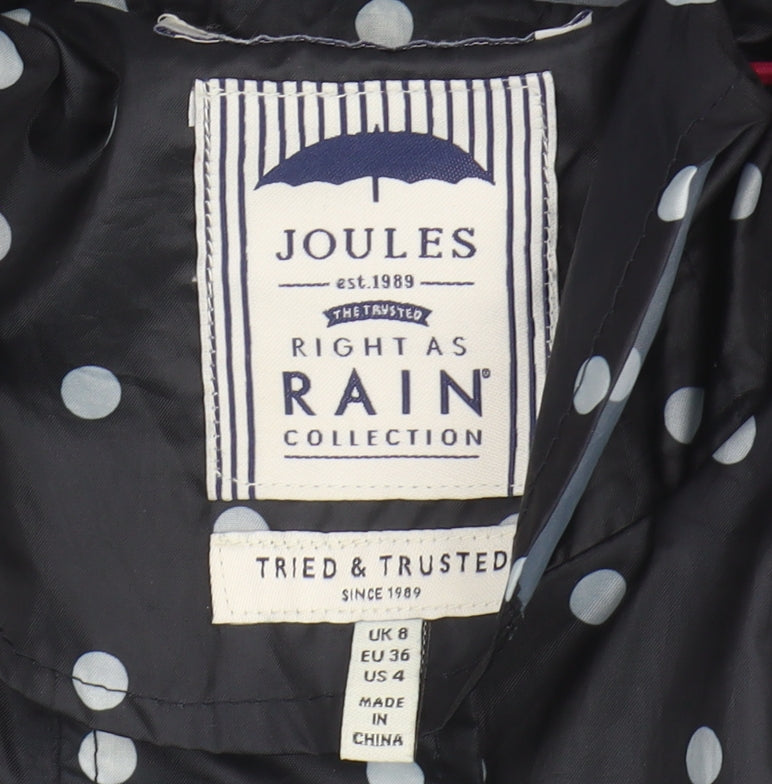 JOULES
est.1989
THE TRUSTED
RIGHT AS
RAIN®
COLLECTION
TRIED & TRUSTED
SINCE 1989
UK 8
EU 36
US 4
MADE
IN
CHINA